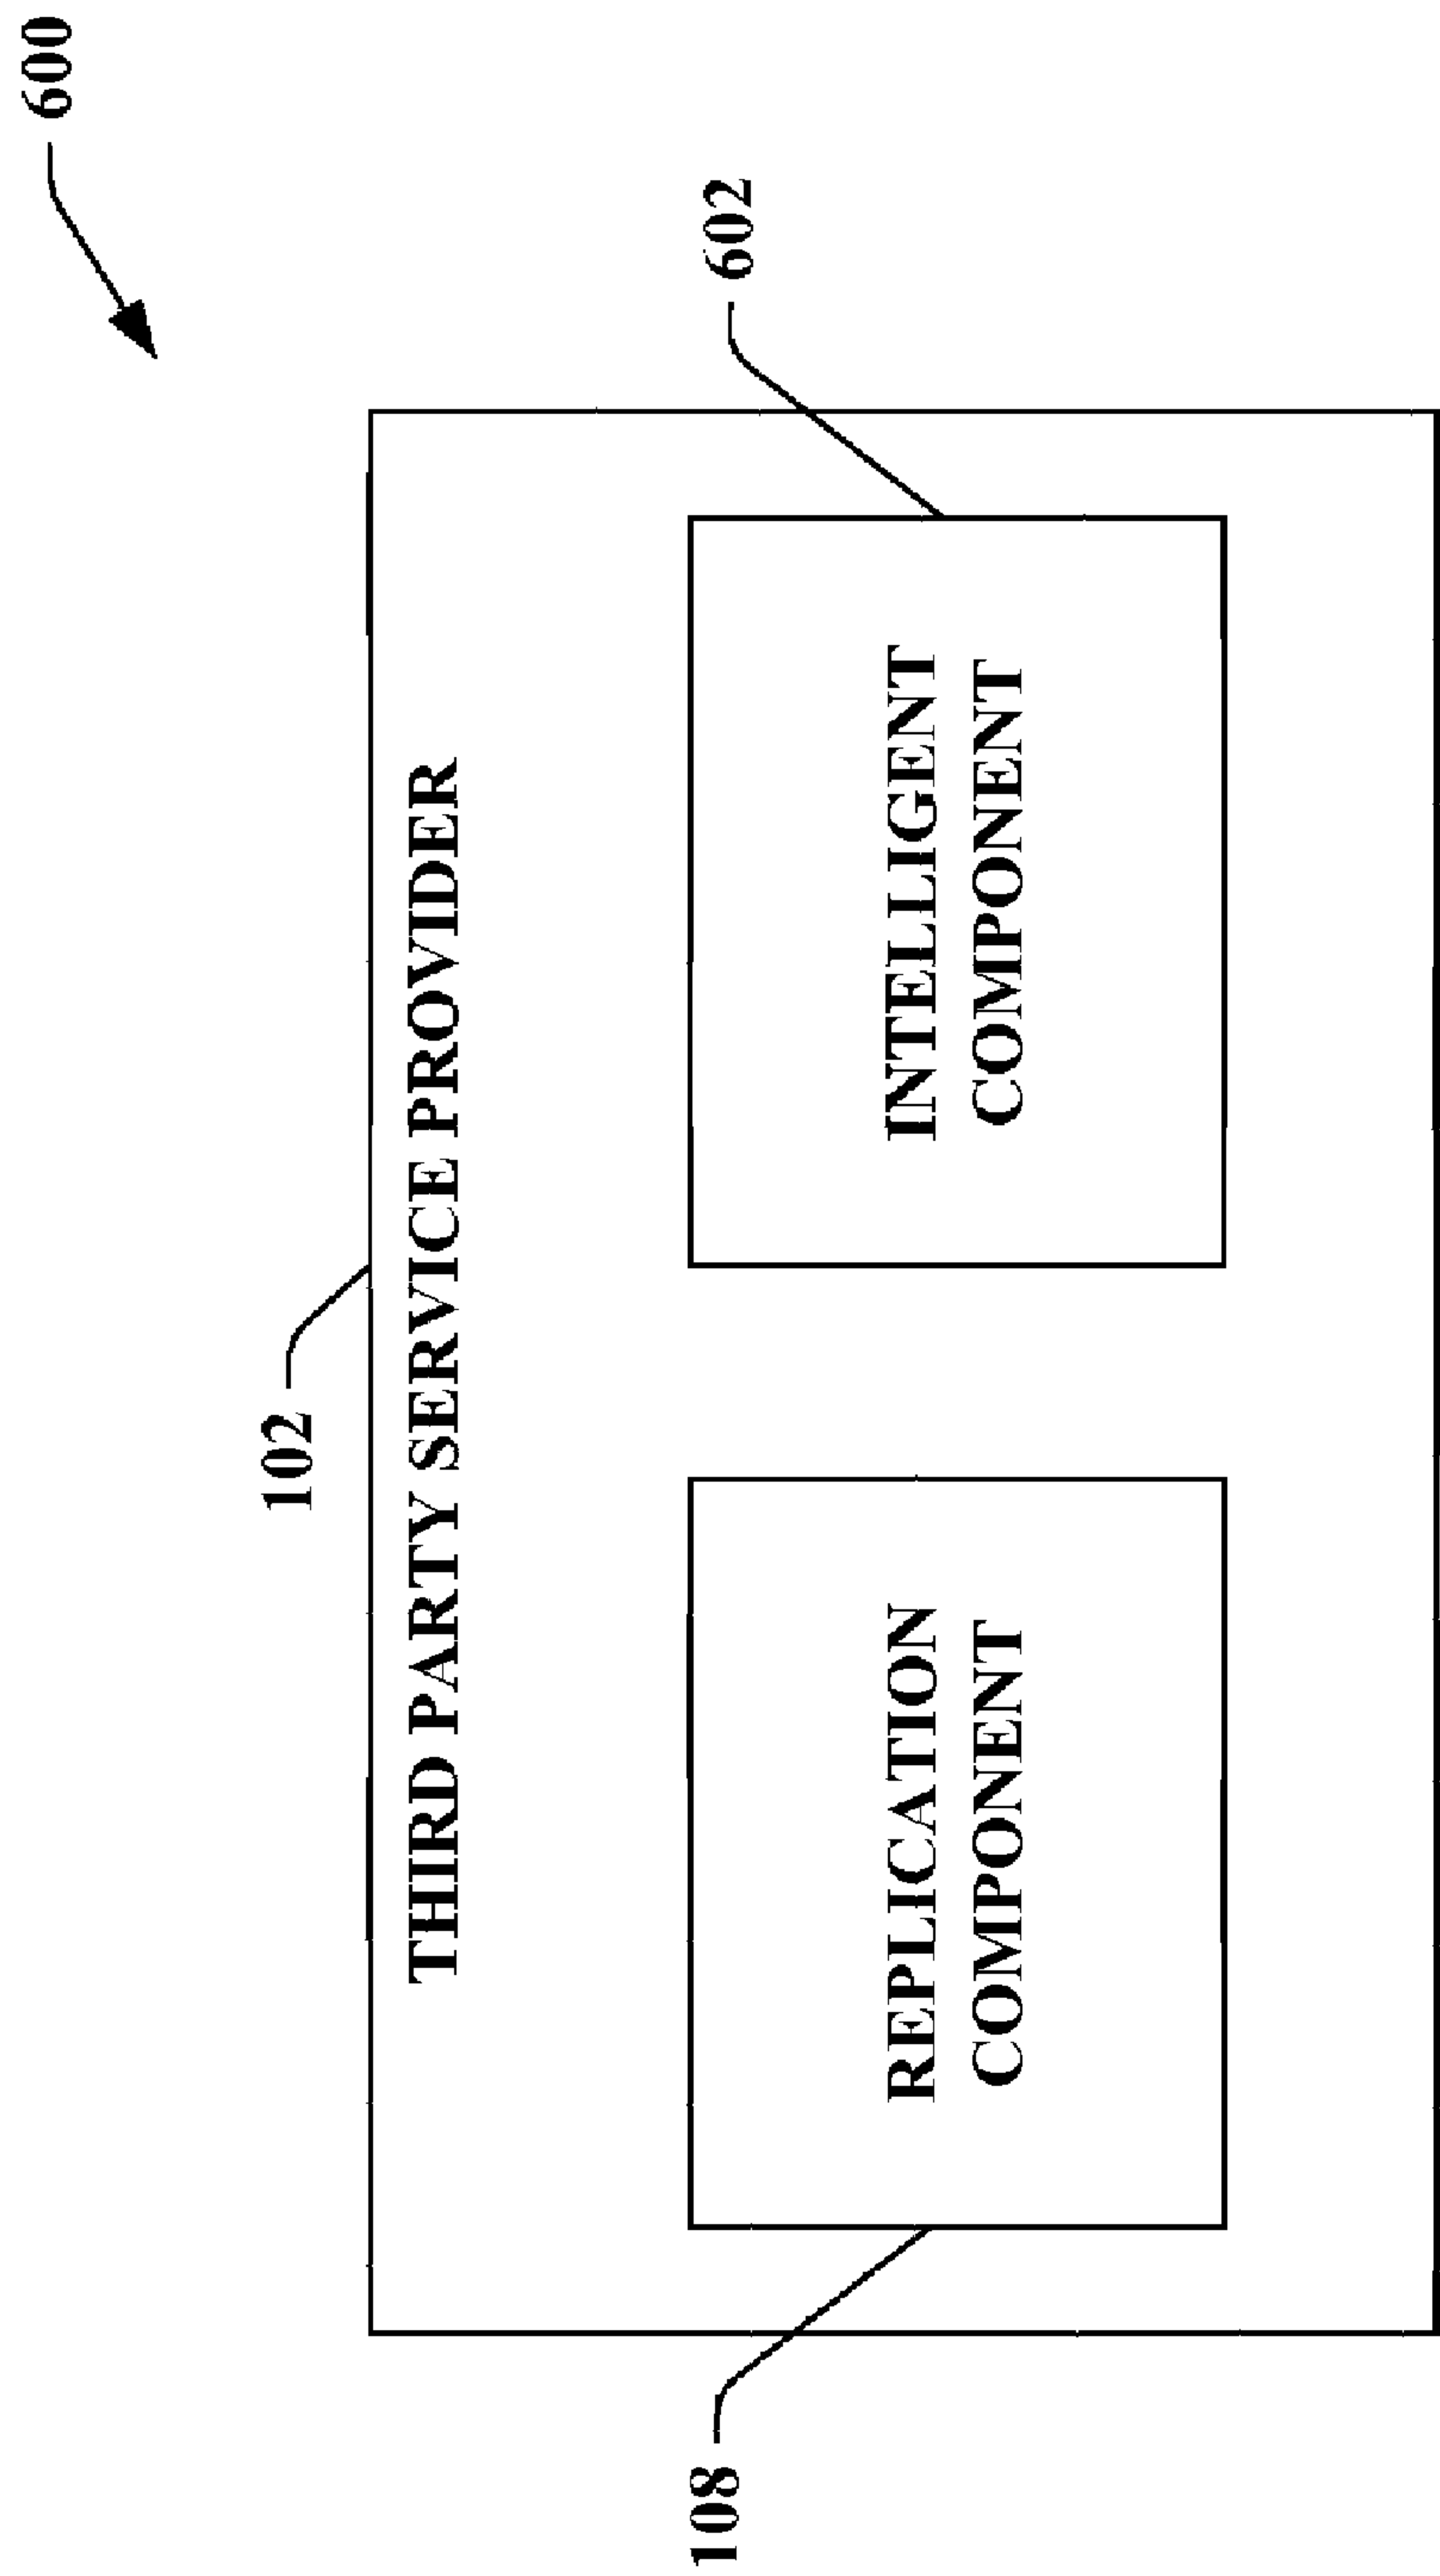 600
102
THIRD PARTY SERVICE PROVIDER
108
REPLICATION
COMPONENT
602
INTELLIGENT
COMPONENT